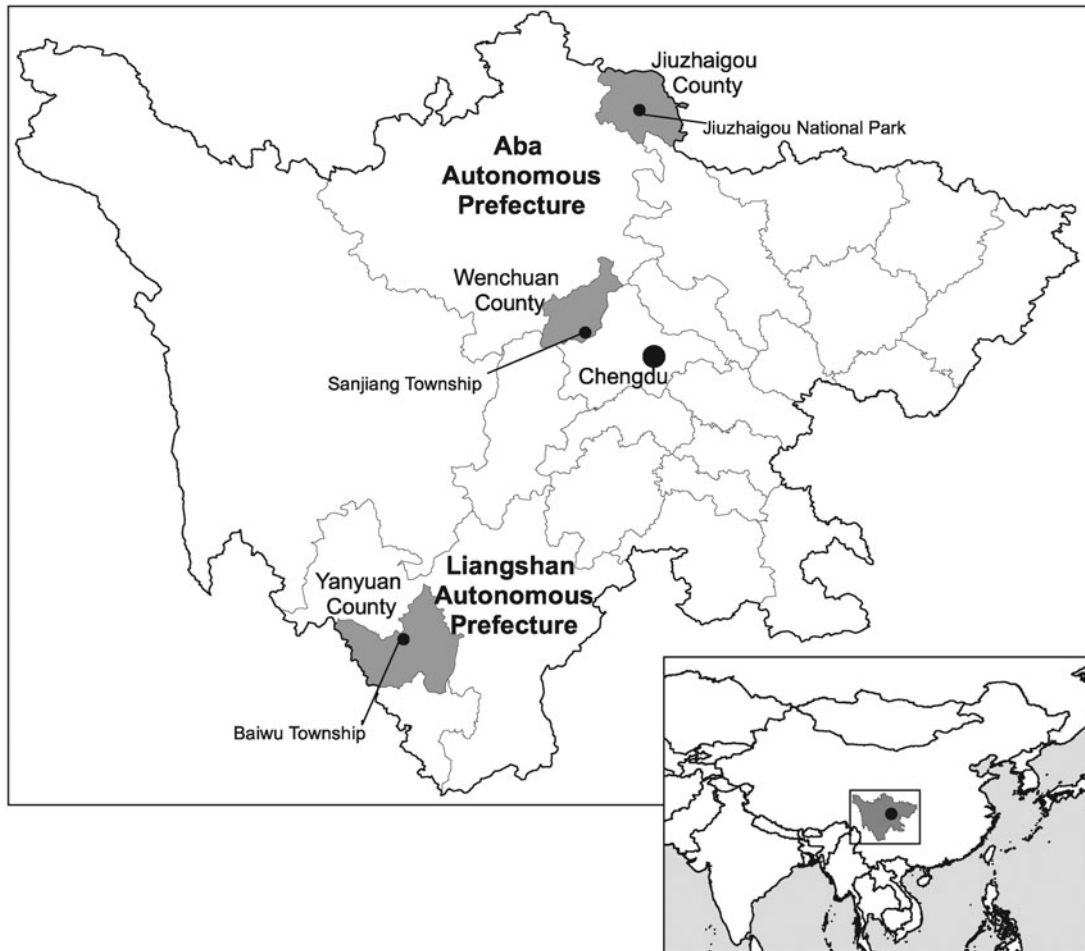 Jiuzhaigou
County
Jiuzhaigou National Park
Aba
Autonomous
Prefecture
Wenchuan
County
Sanjiang Township
Chengdu
Liangshan
Autonomous
Prefecture
Yanyuan
County
Baiwu Township